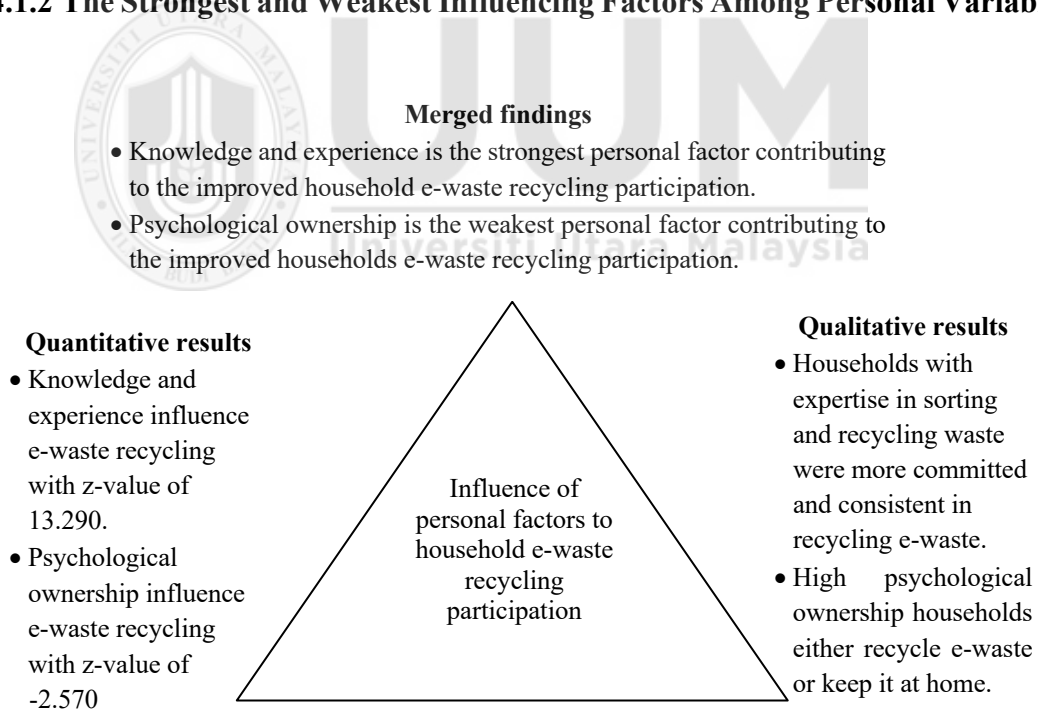 4.1.2 The Strongest and Weakest Influencing Factors Among Personal Variab
UUM
UNIVERSITI UTARA MALAYSIA
Universiti Utara Malaysia
Merged findings
• Knowledge and experience is the strongest personal factor contributing
to the improved household e-waste recycling participation.
• Psychological ownership is the weakest personal factor contributing to
the improved households e-waste recycling participation.
Quantitative results
• Knowledge and
experience influence
e-waste recycling
with z-value of
13.290.
• Psychological
ownership influence
e-waste recycling
with z-value of
-2.570
Influence of
personal factors to
household e-waste
recycling
participation
Qualitative results
• Households with
expertise in sorting
and recycling waste
were more committed
and consistent in
recycling e-waste.
• High psychological
ownership households
either recycle e-waste
or keep it at home.